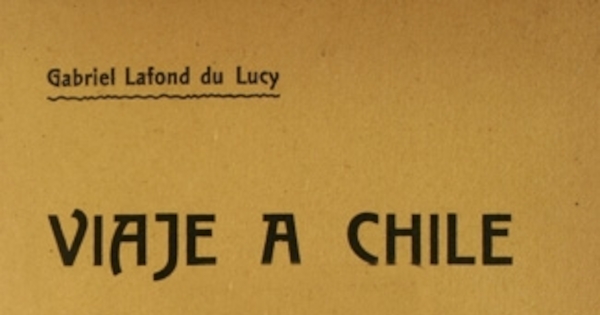 Gabriel Lafond du Lucy
VIAJE A CHILE